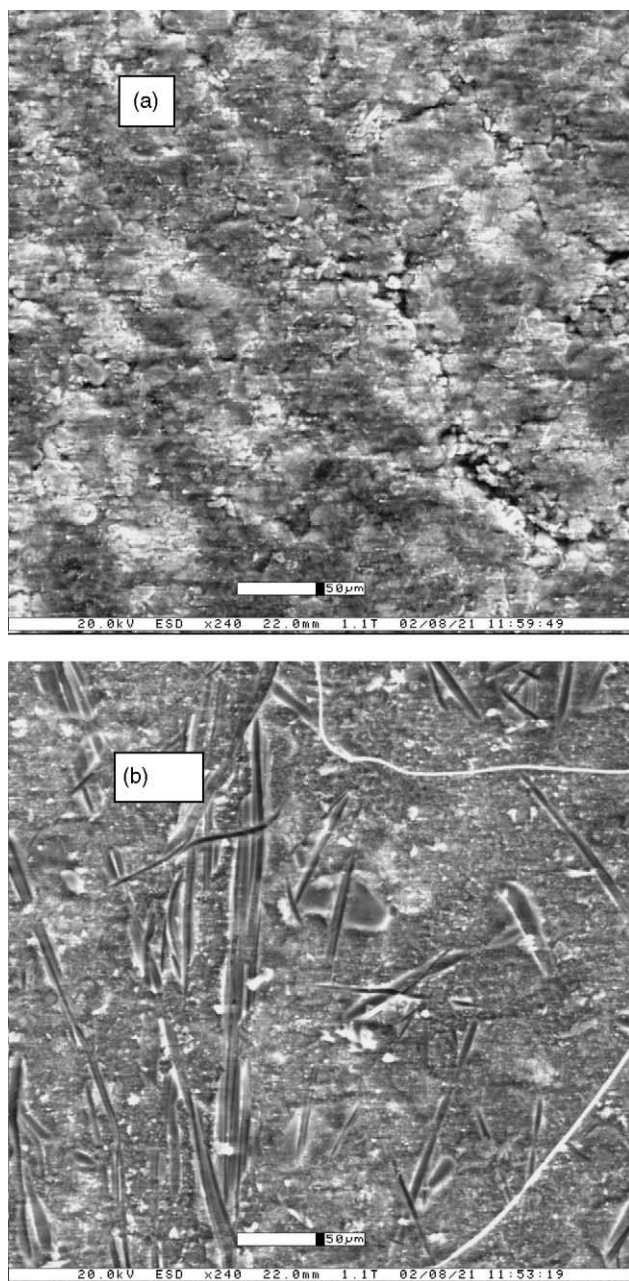 (a)
50µm
20.0kV ESD x240 22.0mm 1.1T 02/08/21 11:59:49
(b)
50µm
20.0kV ESD x240 22.0mm 1.1T 02/08/21 11:53:19